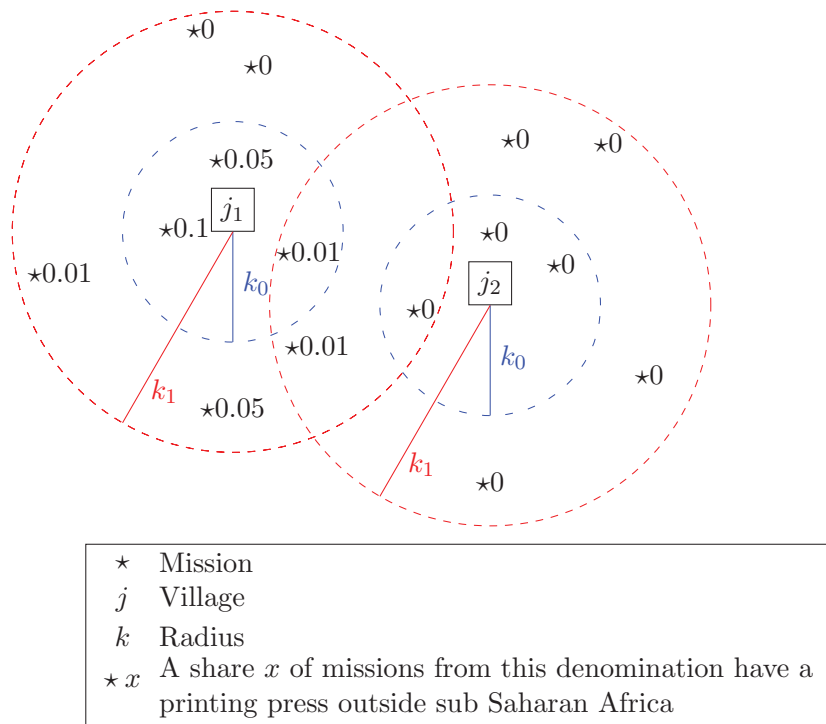 ⋆0
⋆0
⋆0
⋆0
⋆0.05
j₁
⋆0.1
⋆0
⋆0.01
⋆0
⋆0.01
k₀
j₂
⋆0
⋆0.01
k₀
⋆0
k₁
⋆0.05
k₁
⋆0
⋆ Mission
j Village
k Radius
⋆ x A share x of missions from this denomination have a
printing press outside sub Saharan Africa